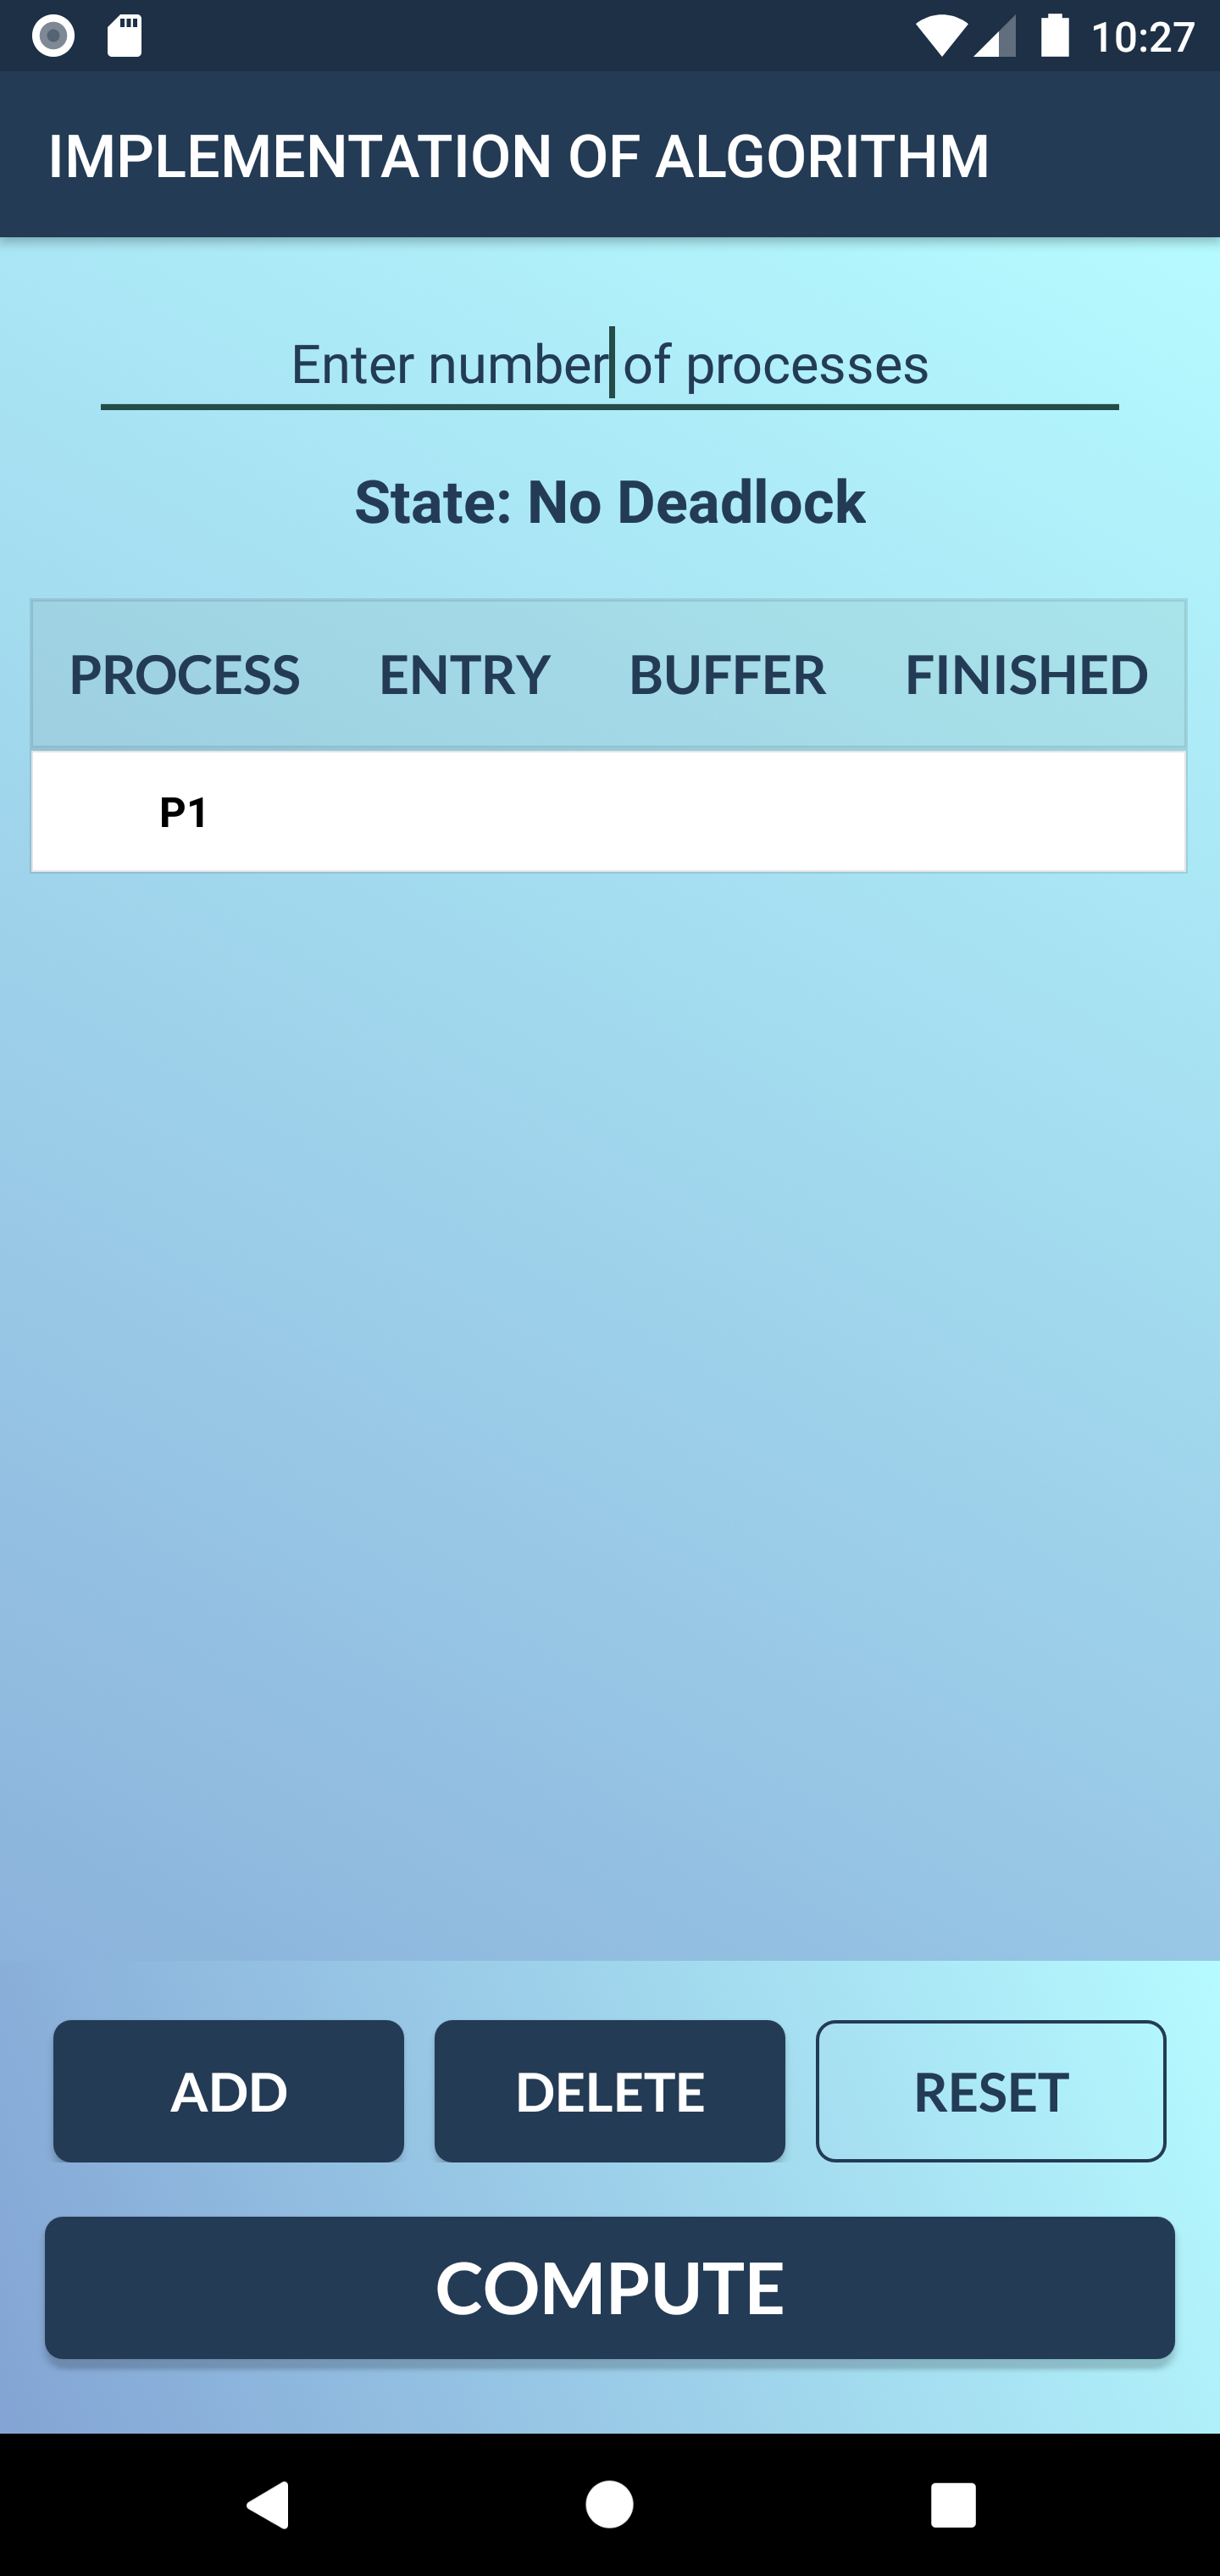 10:27
IMPLEMENTATION OF ALGORITHM
Enter number of processes
State: No Deadlock
PROCESS ENTRY BUFFER FINISHED
P1
ADD DELETE RESET
COMPUTE